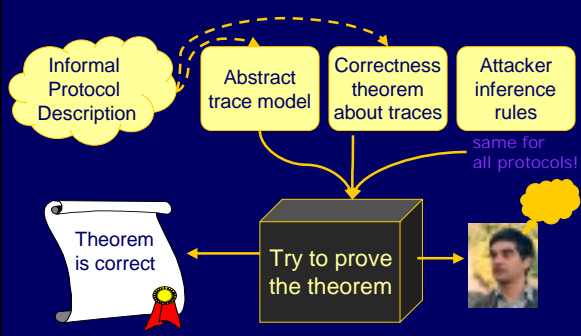 Informal
Protocol
Description
Abstract
trace model
Correctness
theorem
about traces
Attacker
inference
rules
same for
all protocols!
Theorem
is correct
Try to prove
the theorem